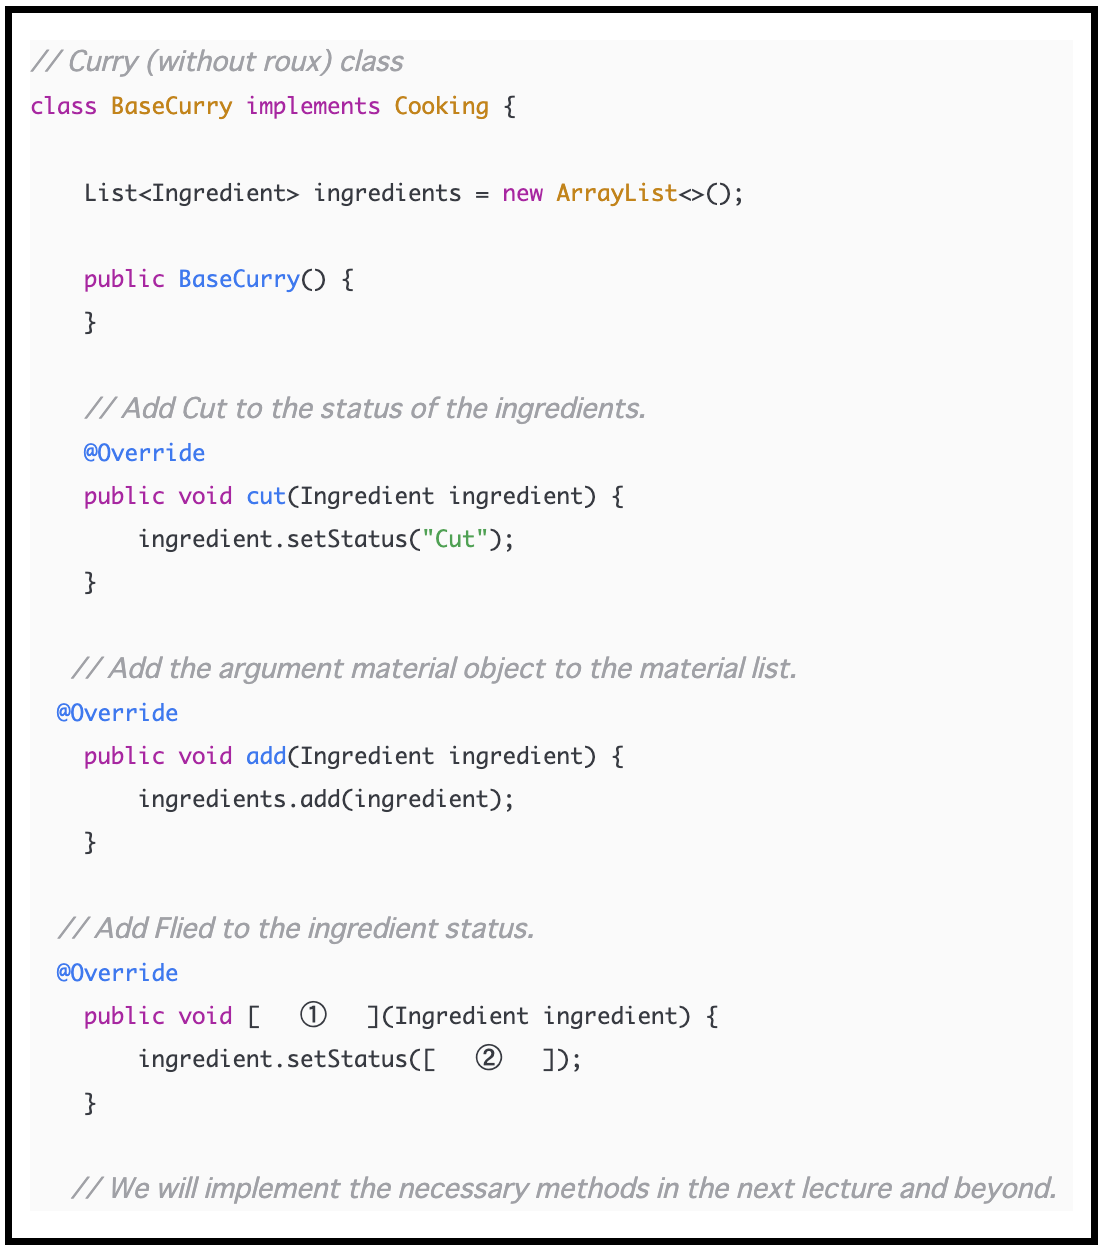 // Curry (without roux) class
class BaseCurry implements Cooking {
List<Ingredient> ingredients = new ArrayList<>();
public BaseCurry() {
}
// Add Cut to the status of the ingredients.
@Override
public void cut(Ingredient ingredient) {
ingredient.setStatus("Cut");
}
// Add the argument material object to the material list.
@Override
public void add(Ingredient ingredient) {
ingredients.add(ingredient);
}
// Add Flied to the ingredient status.
@Override
public void [ ① ](Ingredient ingredient) {
ingredient.setStatus([ ② ]);
}
// We will implement the necessary methods in the next lecture and beyond.